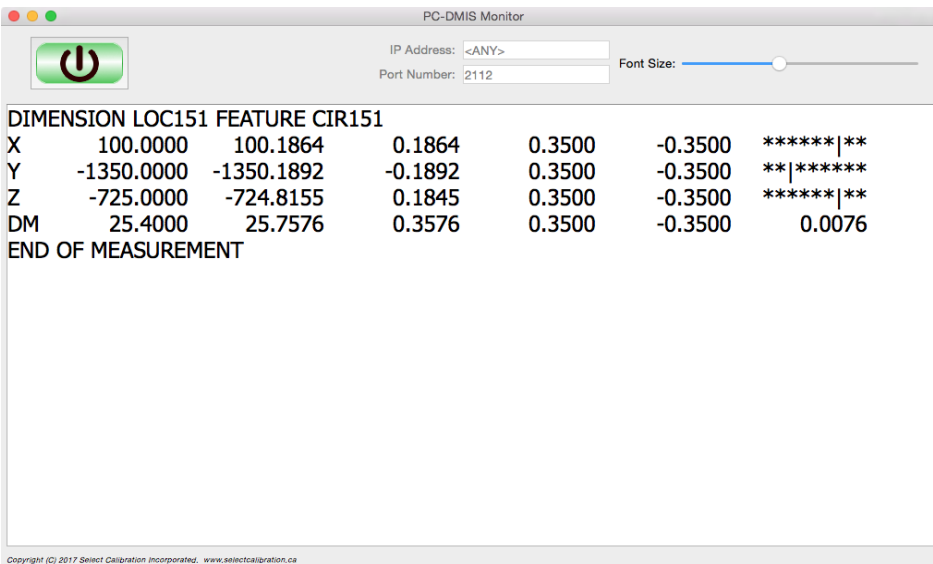 PC-DMIS Monitor
IP Address: <ANY>
Port Number: 2112
Font Size:
DIMENSION LOC151 FEATURE CIR151
X 100.0000 100.1864 0.1864 0.3500 -0.3500 ******|**
Y -1350.0000 -1350.1892 -0.1892 0.3500 -0.3500 **|******
Z -725.0000 -724.8155 0.1845 0.3500 -0.3500 ******|**
DM 25.4000 25.7576 0.3576 0.3500 -0.3500 0.0076
END OF MEASUREMENT
Copyright (C) 2017 Select Calibration Incorporated, www.selectcalibration.ca